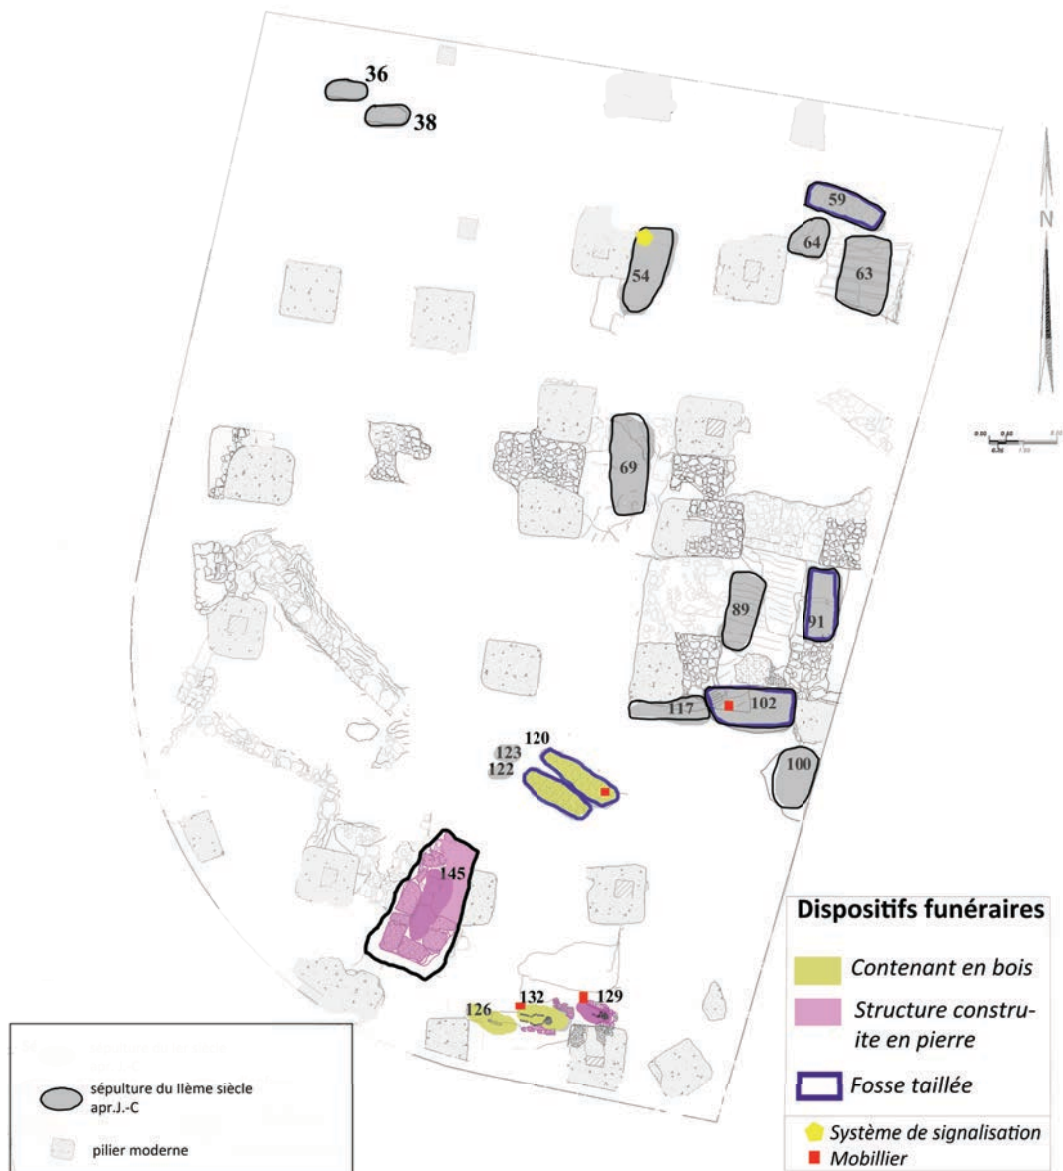 36
38
59
64
63
54
N
69
89
91
117
102
120
123
122
100
145
132
129
126
Dispositifs funéraires
Contenant en bois
Structure constru-
ite en pierre
Fosse taillée
Système de signalisation
Mobillier
sépulture du IIème siècle
apr.J.-C
pilier moderne